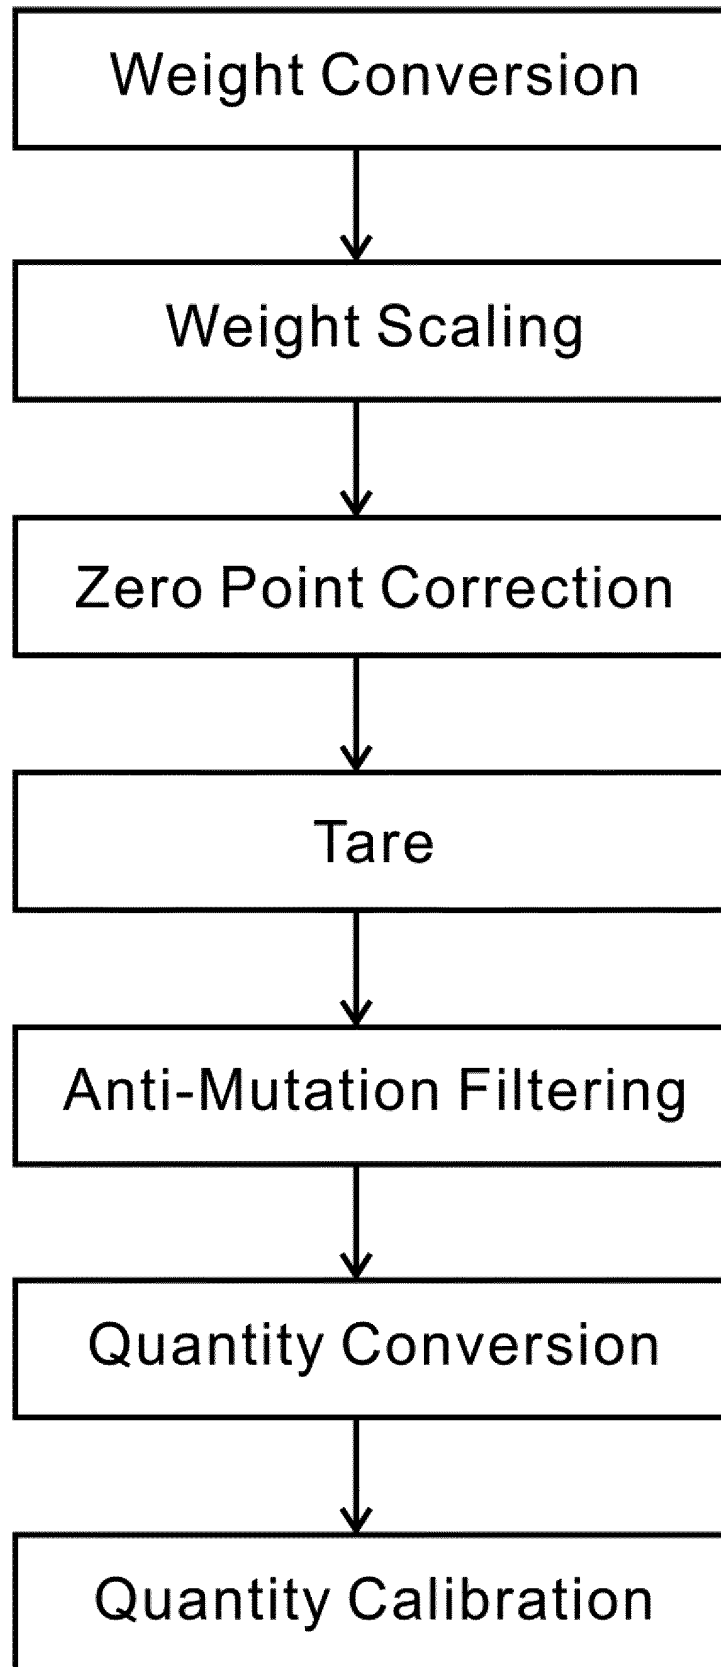 Weight Conversion
Weight Scaling
Zero Point Correction
Tare
Anti-Mutation Filtering
Quantity Conversion
Quantity Calibration